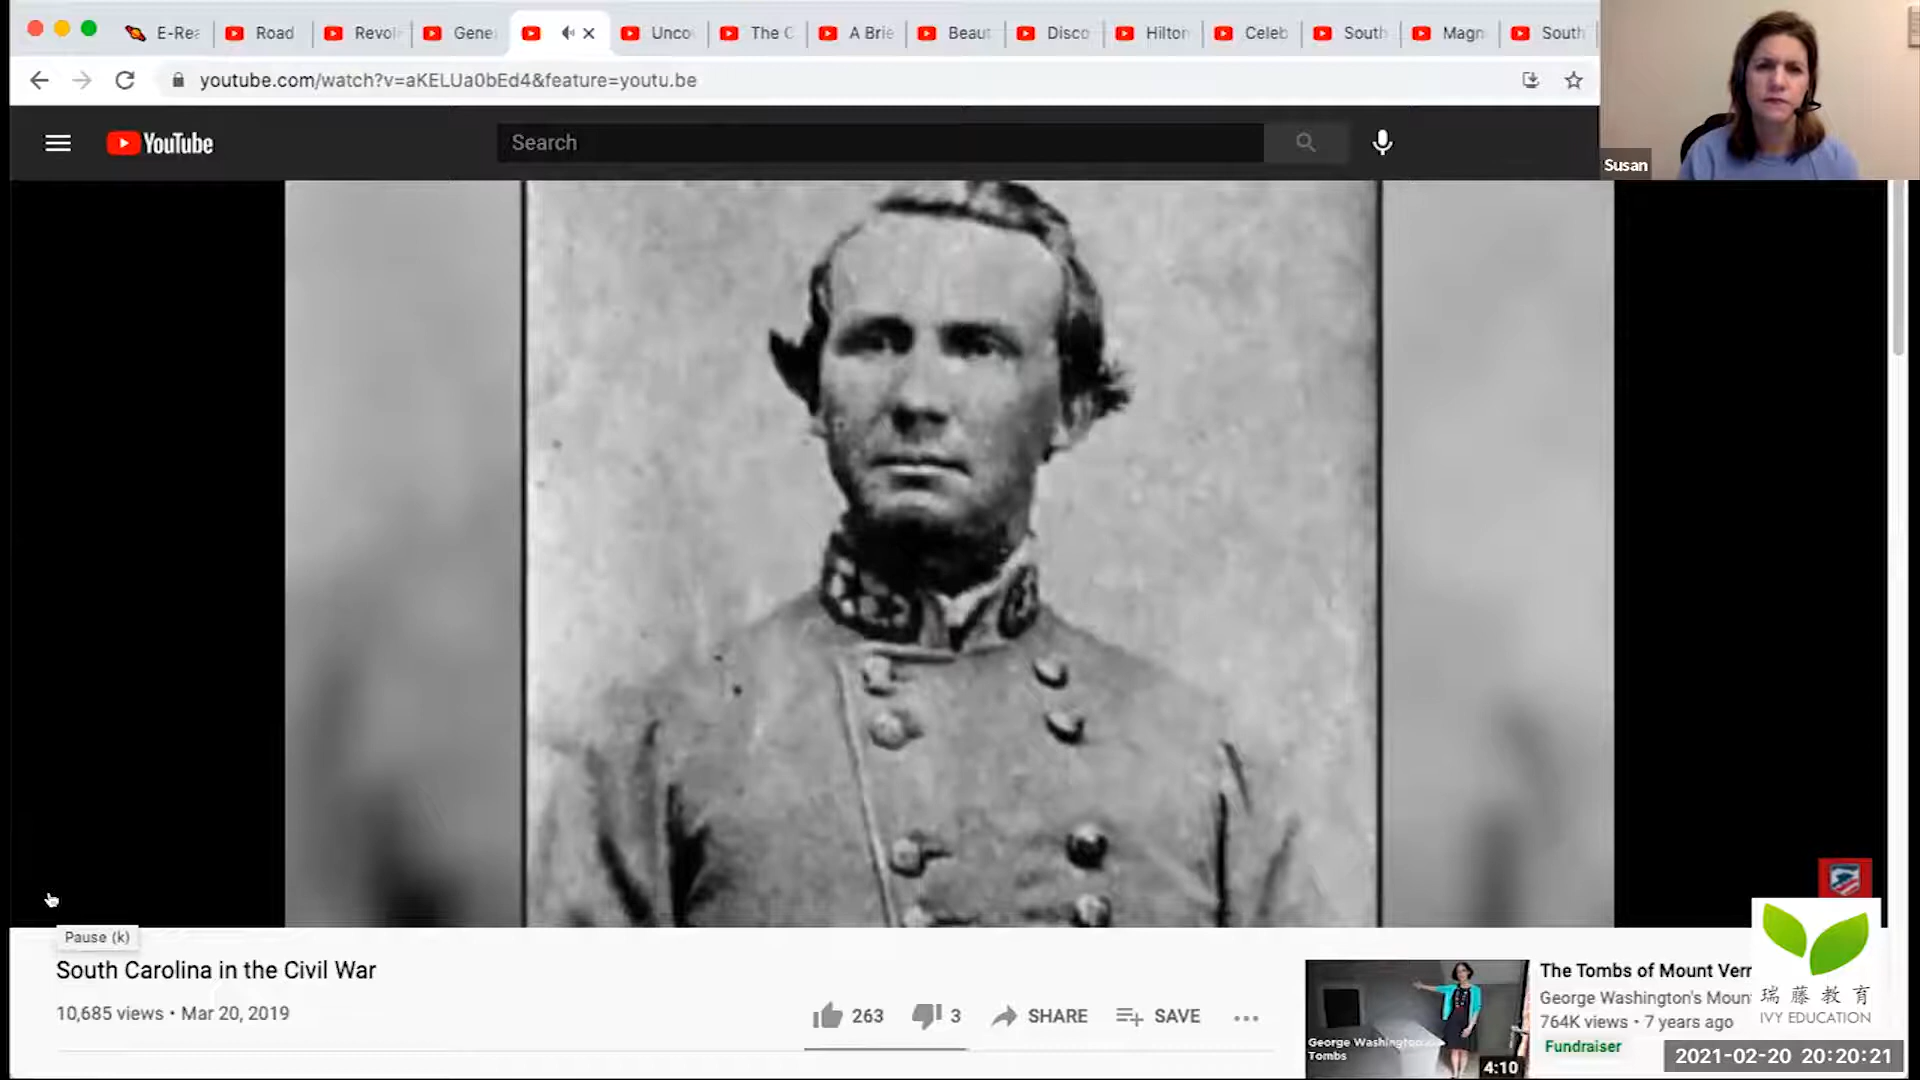 E-Rea
Road
Revol
Gene
Unco
The C
A Brie
Beaut
Disco
Hilton
Celeb
South
Magn
South
youtube.com/watch?v=aKELUa0bEd4&feature=youtu.be
YouTube
Search
Susan
Pause (k)
South Carolina in the Civil War
10,685 views • Mar 20, 2019
263
3
SHARE
SAVE
George Washington
Tombs
4:10
The Tombs of Mount Verr
George Washington's Moun
764K views • 7 years ago
Fundraiser
瑞藤教育
IVY EDUCATION
2021-02-20 20:20:21